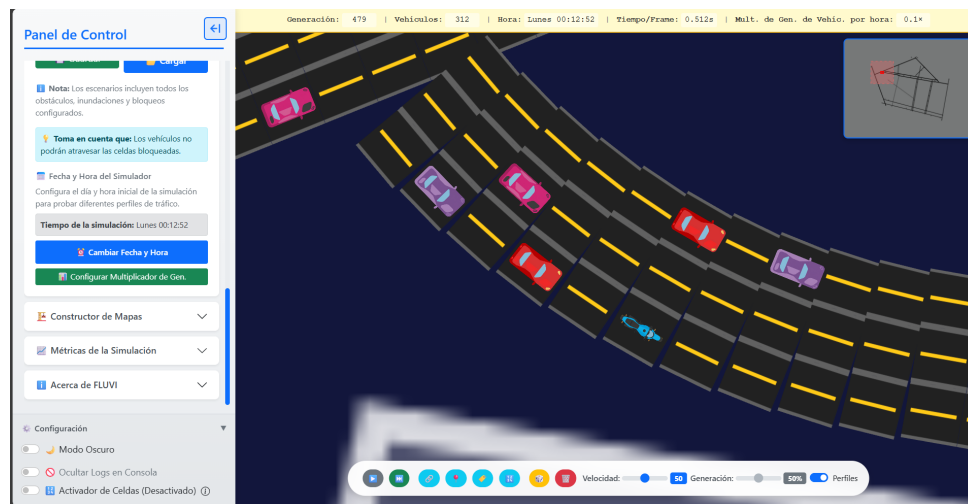 Generación: 479 | Vehículos: 312 | Hora: Lunes 00:12:52 | Tiempo/Frame: 0.512s | Mult. de Gen. de Vehíc. por hora: 0.1×
Panel de Control
Guardar
Cargar
Nota: Los escenarios incluyen todos los
obstáculos, inundaciones y bloqueos
configurados.
Toma en cuenta que: Los vehículos no
podrán atravesar las celdas bloqueadas.
Fecha y Hora del Simulador
Configura el día y hora inicial de la simulación
para probar diferentes perfiles de tráfico.
Tiempo de la simulación: Lunes 00:12:52
Cambiar Fecha y Hora
Configurar Multiplicador de Gen.
Constructor de Mapas
Métricas de la Simulación
Acerca de FLUVI
Configuración
Modo Oscuro
Ocultar Logs en Consola
Activador de Celdas (Desactivado)
Velocidad: 50 Generación: 50% Perfiles